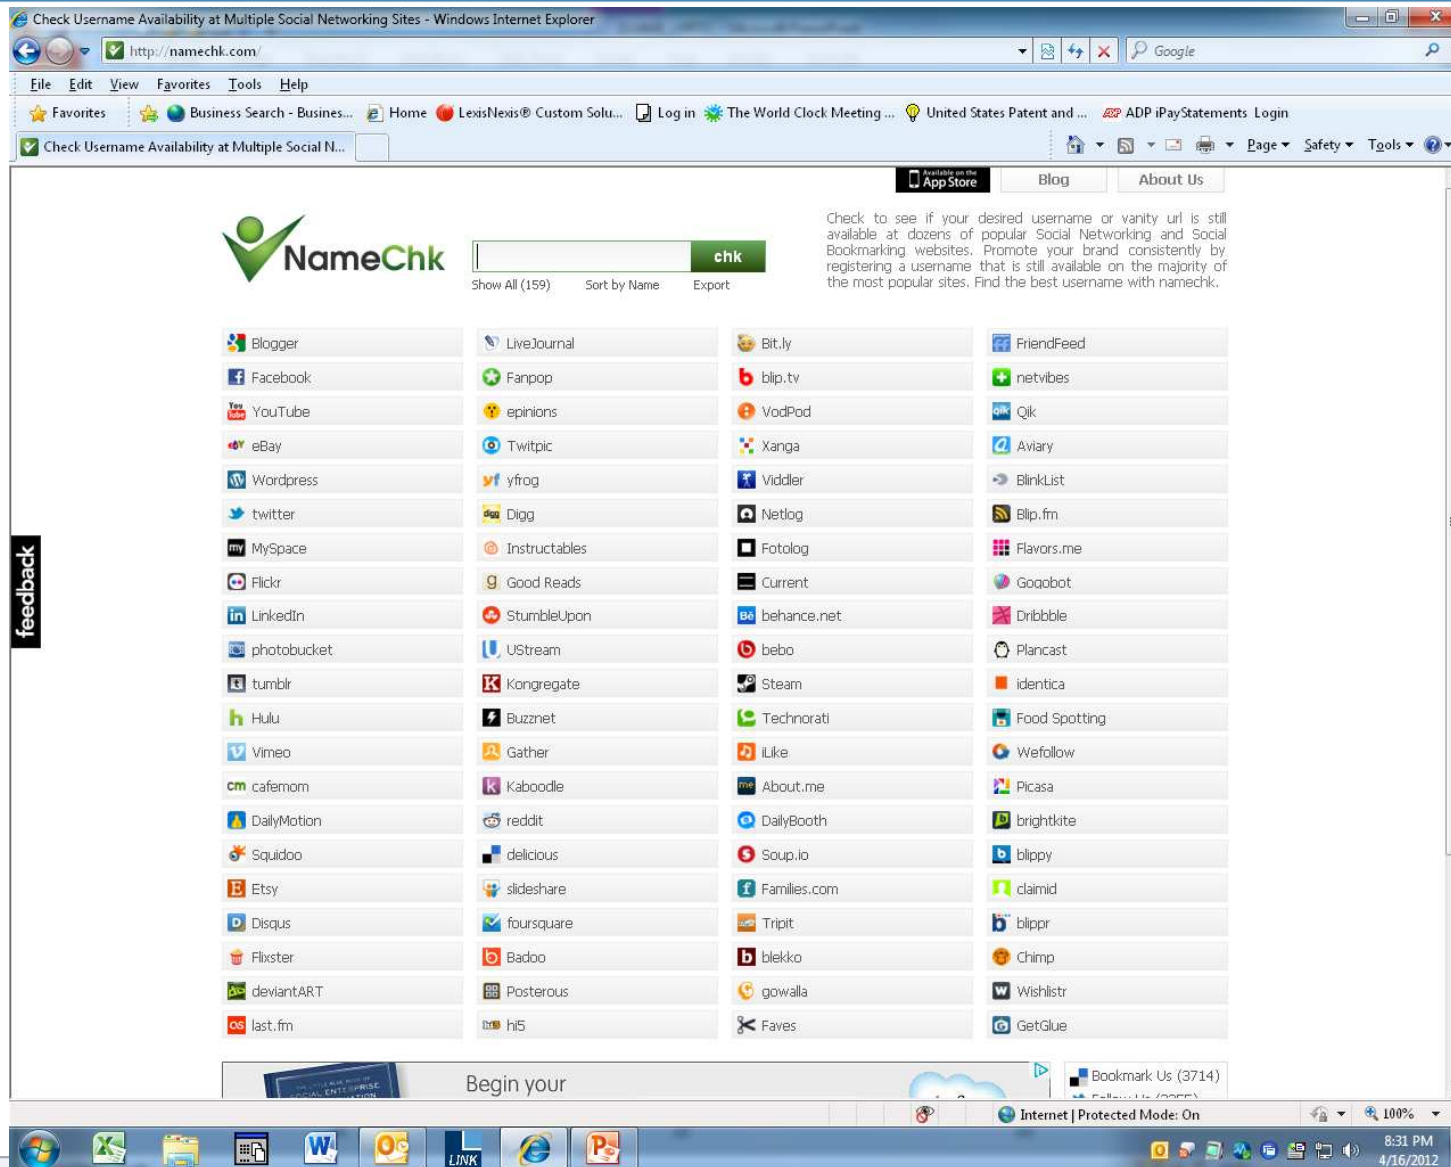 Check Username Availability at Multiple Social Networking Sites - Windows Internet Explorer
http://namechk.com/
Google
File Edit View Favorites Tools Help
Favorites Business Search - Busines... Home LexisNexis® Custom Solu... Log in The World Clock Meeting ... United States Patent and ... ADP iPayStatements Login
Check Username Availability at Multiple Social N...
Page Safety Tools
Available on the App Store Blog About Us
NameChk
chk
Show All (159) Sort by Name Export
Check to see if your desired username or vanity url is still
available at dozens of popular Social Networking and Social
Bookmarking websites. Promote your brand consistently by
registering a username that is still available on the majority of
the most popular sites. Find the best username with namechk.
Blogger LiveJournal Bit.ly FriendFeed
Facebook Fanpop blip.tv netvibes
YouTube epinions VodPod Qik
eBay Twitpic Xanga Aviary
Wordpress yfrog Viddler BlinkList
twitter Digg Netlog Blip.fm
MySpace Instructables Fotolog Flavors.me
Flickr Good Reads Current Gogobot
LinkedIn StumbleUpon behance.net Dribbble
photobucket UStream bebo Plancast
tumblr Kongregate Steam identica
Hulu Buzznet Technorati Food Spotting
Vimeo Gather iLike Wefollow
cafemom Kaboodle About.me Picasa
DailyMotion reddit DailyBooth brightkite
Squidoo delicious Soup.io blippy
Etsy slideshare Families.com claimid
Disqus foursquare Tripit blippr
Flixster Badoo blekko Chimp
deviantART Posterous gowalla Wishlistr
last.fm hi5 Faves GetGlue
feedback
Begin your
SOCIAL ENTERPRISE
Bookmark Us (3714)
Internet | Protected Mode: On 100%
LINK
8:31 PM
4/16/2012